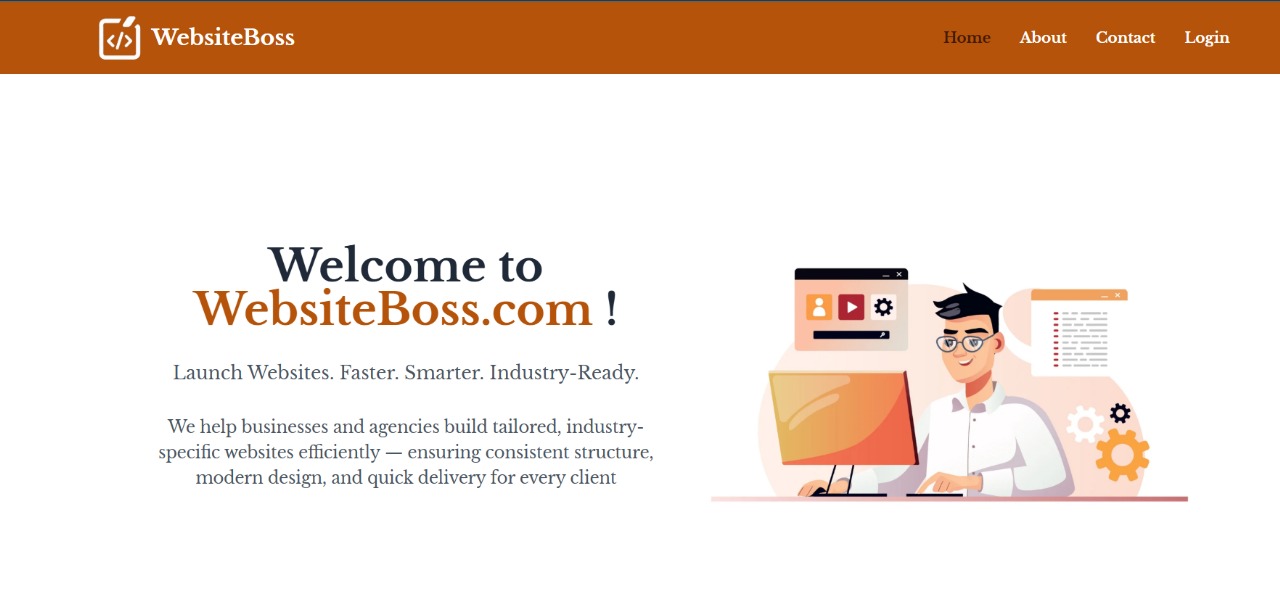 WebsiteBoss
Home About Contact Login
Welcome to
WebsiteBoss.com !
Launch Websites. Faster. Smarter. Industry-Ready.
We help businesses and agencies build tailored, industry-
specific websites efficiently — ensuring consistent structure,
modern design, and quick delivery for every client